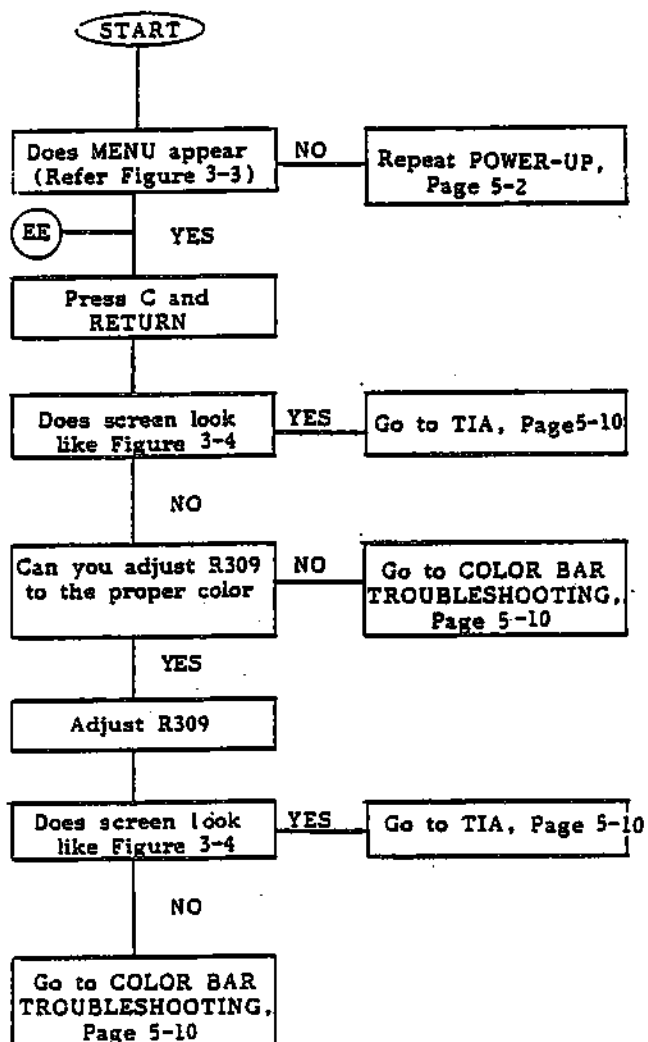 START
Does MENU appear
(Refer Figure 3-3)
NO
Repeat POWER-UP,
Page 5-2
EE
YES
Press C and
RETURN
Does screen look
like Figure 3-4
YES
Go to TIA, Page5-10
NO
Can you adjust R309
to the proper color
NO
Go to COLOR BAR
TROUBLESHOOTING,
Page 5-10
YES
Adjust R309
Does screen look
like Figure 3-4
YES
Go to TIA, Page 5-10
NO
Go to COLOR BAR
TROUBLESHOOTING,
Page 5-10